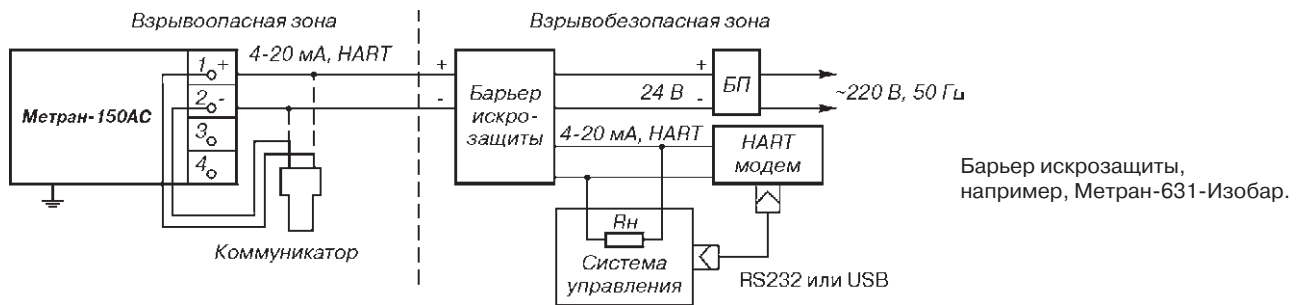 Взрывоопасная зона
Взрывобезопасная зона
4-20 мА, HART
1 +
2 -
3
4
Метран-150АС
+
-
Барьер
искро-
защиты
+
24 В
-
БП
~220 В, 50 Гц
4-20 мА, HART
HART
модем
Rн
Система
управления
RS232 или USB
Коммуникатор
Барьер искрозащиты,
например, Метран-631-Изобар.